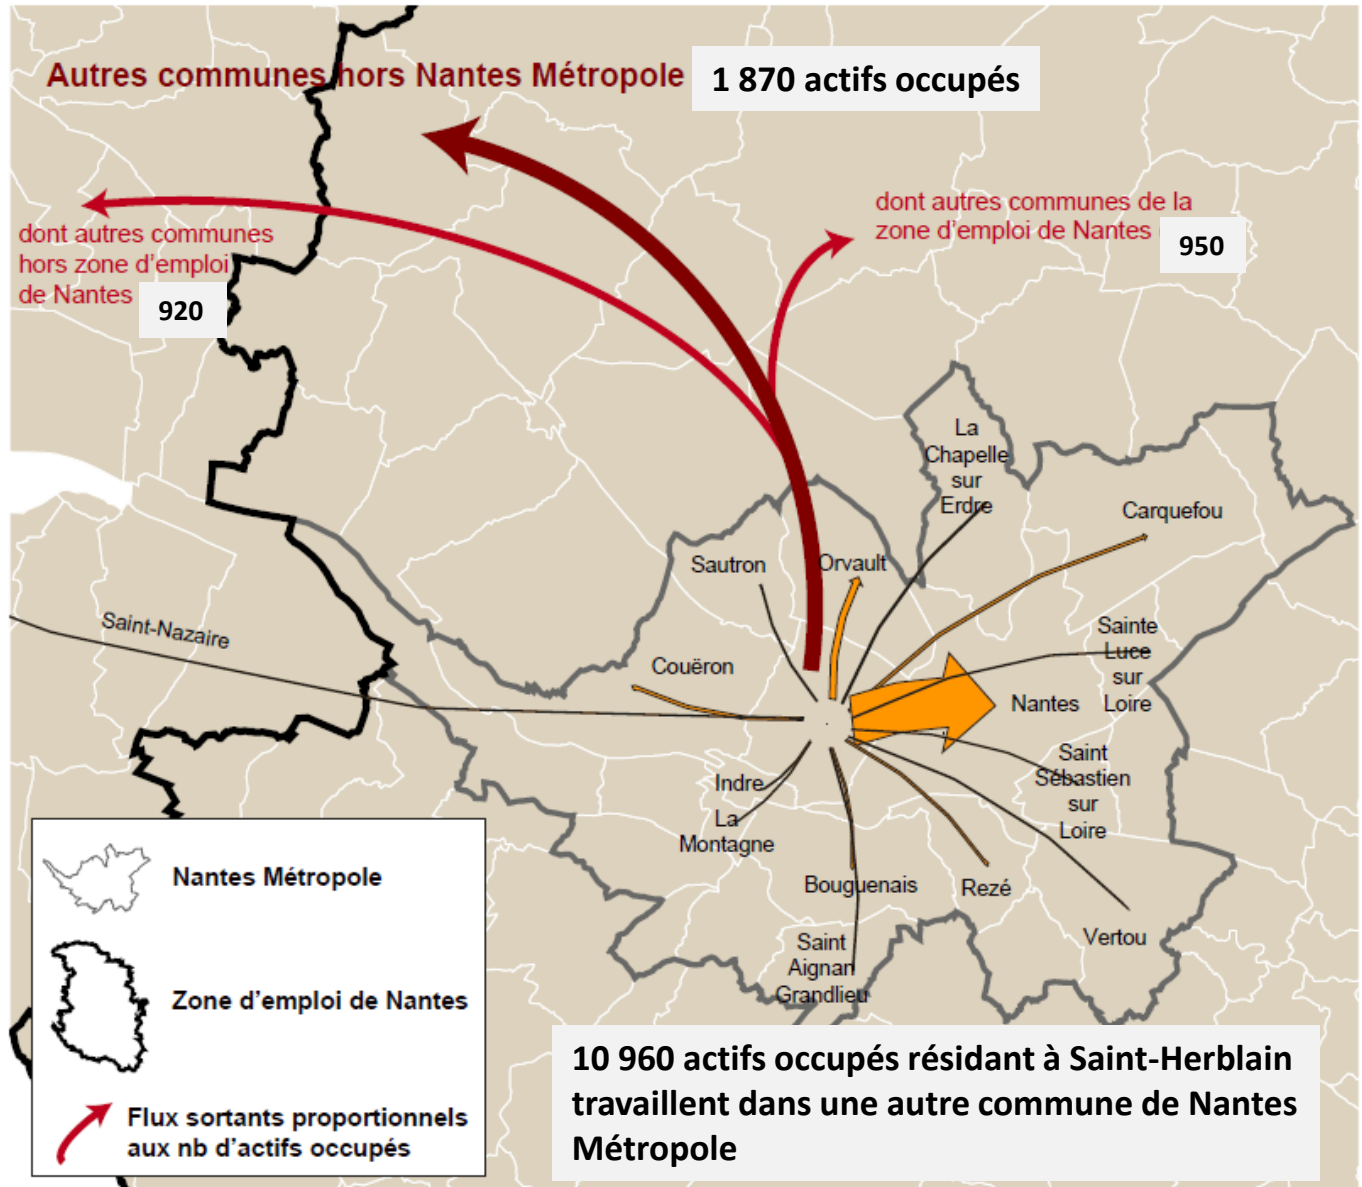 Autres communes hors Nantes Métropole
1 870 actifs occupés
dont autres communes de la
zone d'emploi de Nantes
950
dont autres communes
hors zone d'emploi
de Nantes
920
La
Chapelle
sur
Erdre
Carquefou
Sautron
Orvault
Saint-Nazaire
Couëron
Sainte
Luce
sur
Loire
Nantes
Saint
Sébastien
sur
Loire
Indre
La
Montagne
Bouguenais
Rezé
Vertou
Saint
Aignan
Grandlieu
Nantes Métropole
Zone d'emploi de Nantes
Flux sortants proportionnels
aux nb d'actifs occupés
10 960 actifs occupés résidant à Saint-Herblain
travaillent dans une autre commune de Nantes
Métropole